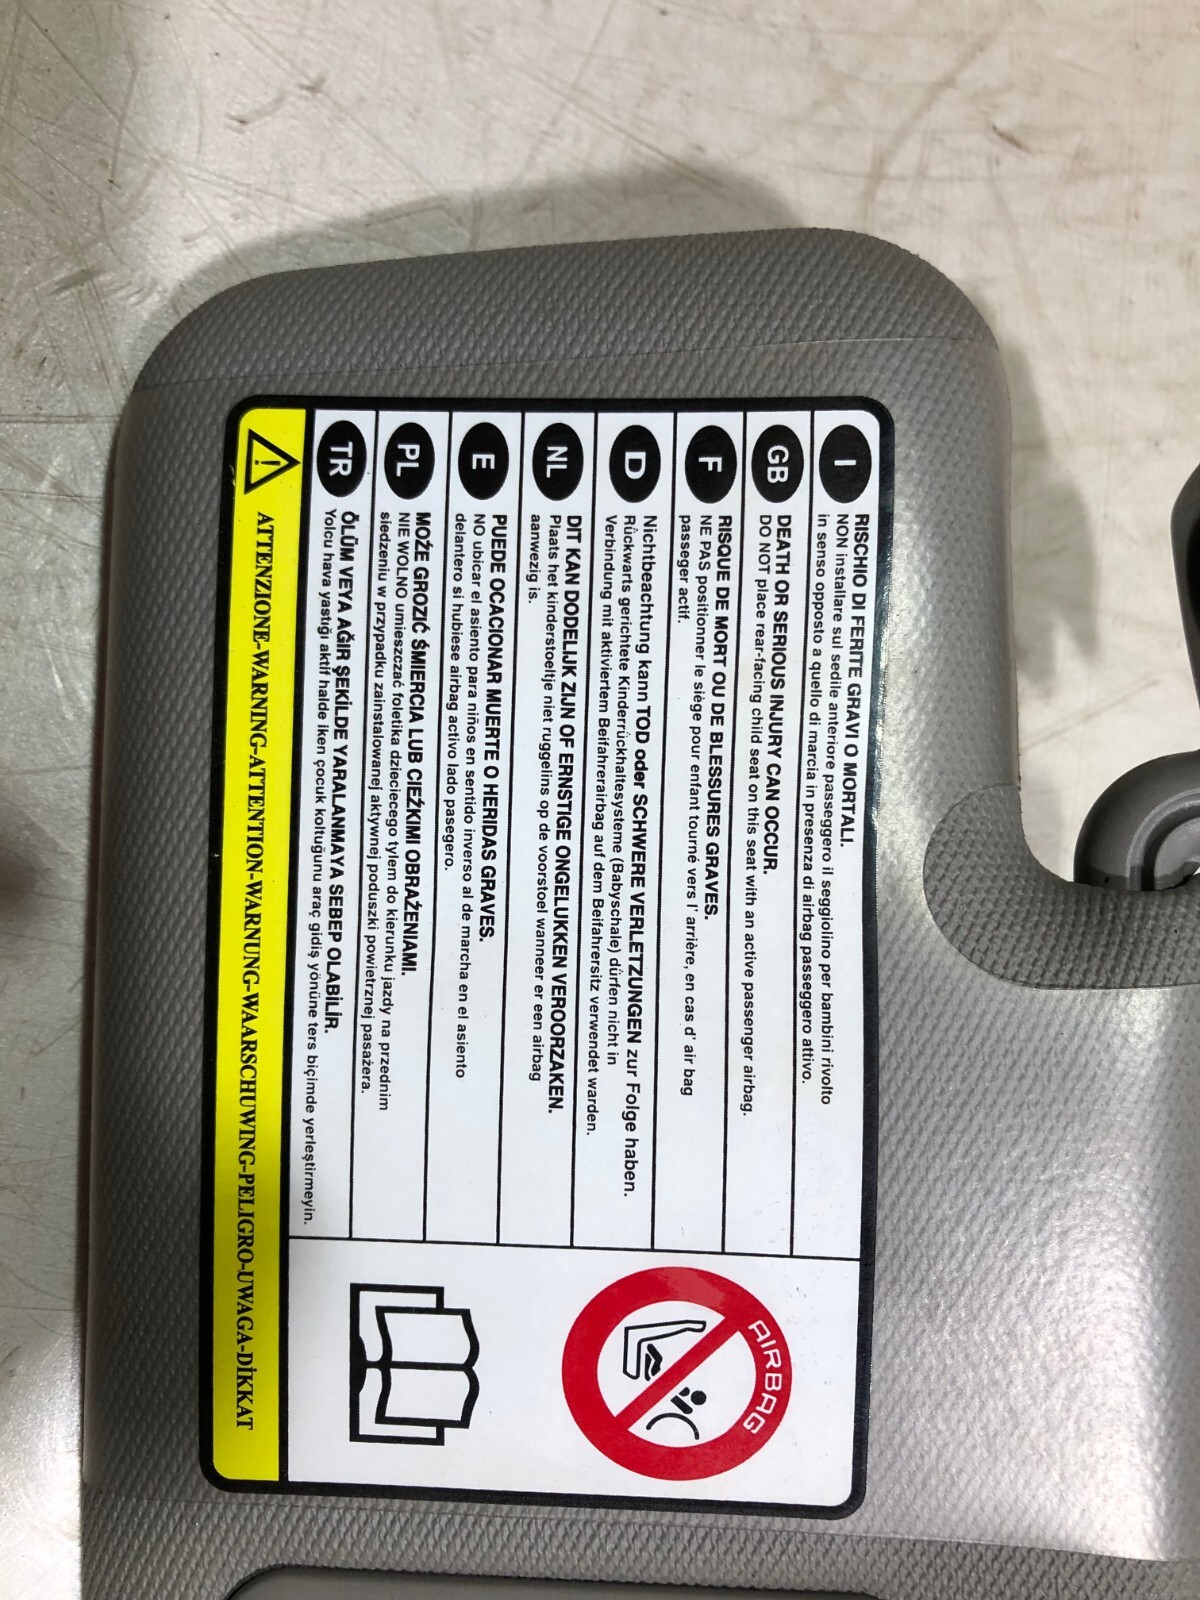 I
RISCHIO DI FERITE GRAVI O MORTALI.
NON installare sul sedile anteriore passeggero il seggiolino per bambini rivolto
in senso opposto a quello di marcia in presenza di airbag passeggero attivo.
GB
DEATH OR SERIOUS INJURY CAN OCCUR.
DO NOT place rear-facing child seat on this seat with an active passenger airbag.
F
RISQUE DE MORT OU DE BLESSURES GRAVES.
NE PAS positionner le siège pour enfant tourné vers l' arrière, en cas d' air bag
passeger actif.
D
Nichtbeachtung kann TOD oder SCHWERE VERLETZUNGEN zur Folge haben.
Rückwarts gerichtete Kinderrückhaltesysteme (Babyschale) dürfen nicht in
Verbindung mit aktiviertem Beifahrerairbag auf dem Beifahrersitz verwendet warden.
NL
DIT KAN DODELIJK ZIJN OF ERNSTIGE ONGELUKKEN VEROORZAKEN.
Plaats het kinderstoeltje niet ruggelins op de voorstoel wanneer er een airbag
aanwezig is.
E
PUEDE OCACIONAR MUERTE O HERIDAS GRAVES.
NO ubicar el asiento para niños en sentido inverso al de marcha en el asiento
delantero si hubiese airbag activo lado pasegero.
PL
MOŻE GROZIĆ ŚMIERCIA LUB CIEŻKIMI OBRAŻENIAMI.
NIE WOLNO umieszczać foletika dzieciecego tylem do kierunku jazdy na przednim
siedzeniu w przypadku zainstalowanej aktywnej poduszki powietrznej pasażera.
TR
ÖLÜM VEYA AĞIR ŞEKİLDE YARALANMAYA SEBEP OLABİLİR.
Yolcu hava yastığı aktif halde iken çocuk koltuğunu araç gidiş yönüne ters biçimde yerleştirmeyin.
AIRBAG
ATTENZIONE-WARNING-ATTENTION-WARNUNG-WAARSCHUWING-PELIGRO-UWAGA-DİKKAT